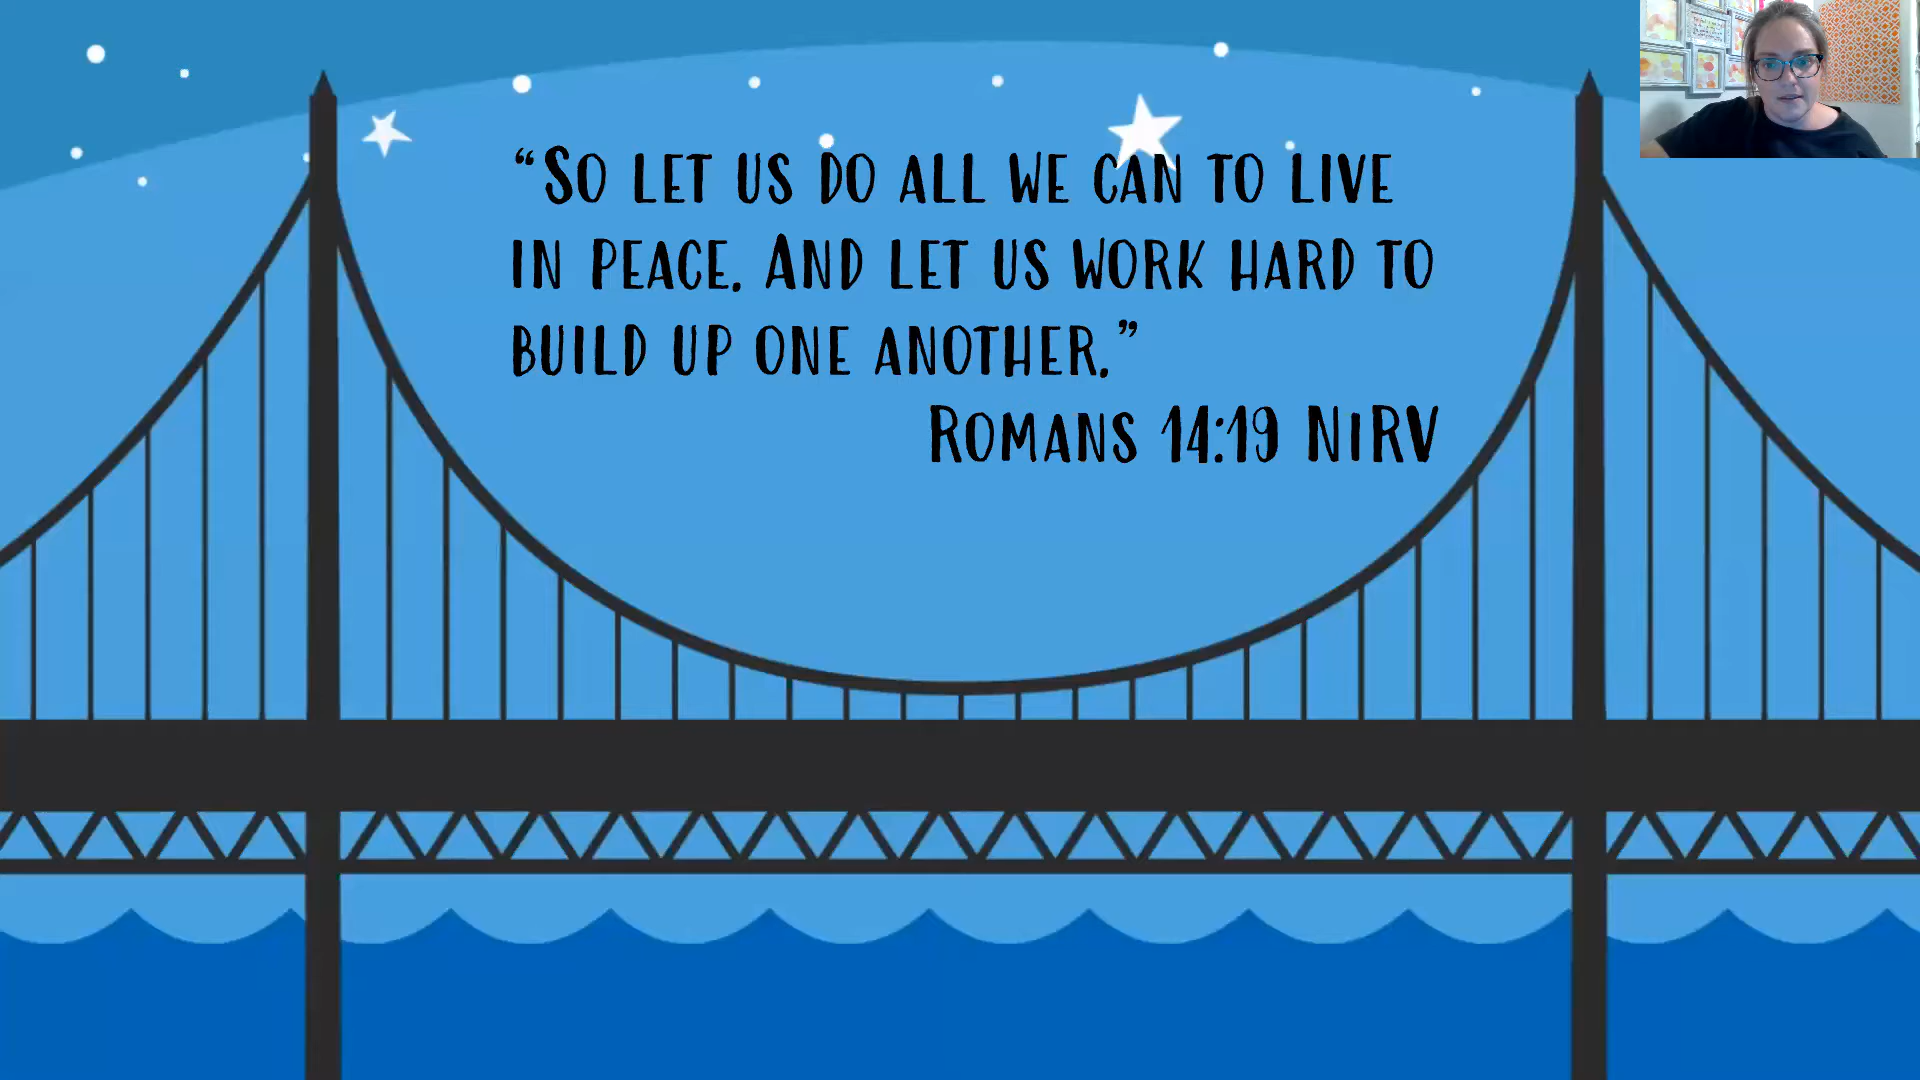 “So let us do all we can to live
in peace. And let us work hard to
build up one another.”
Romans 14:19 NIRV